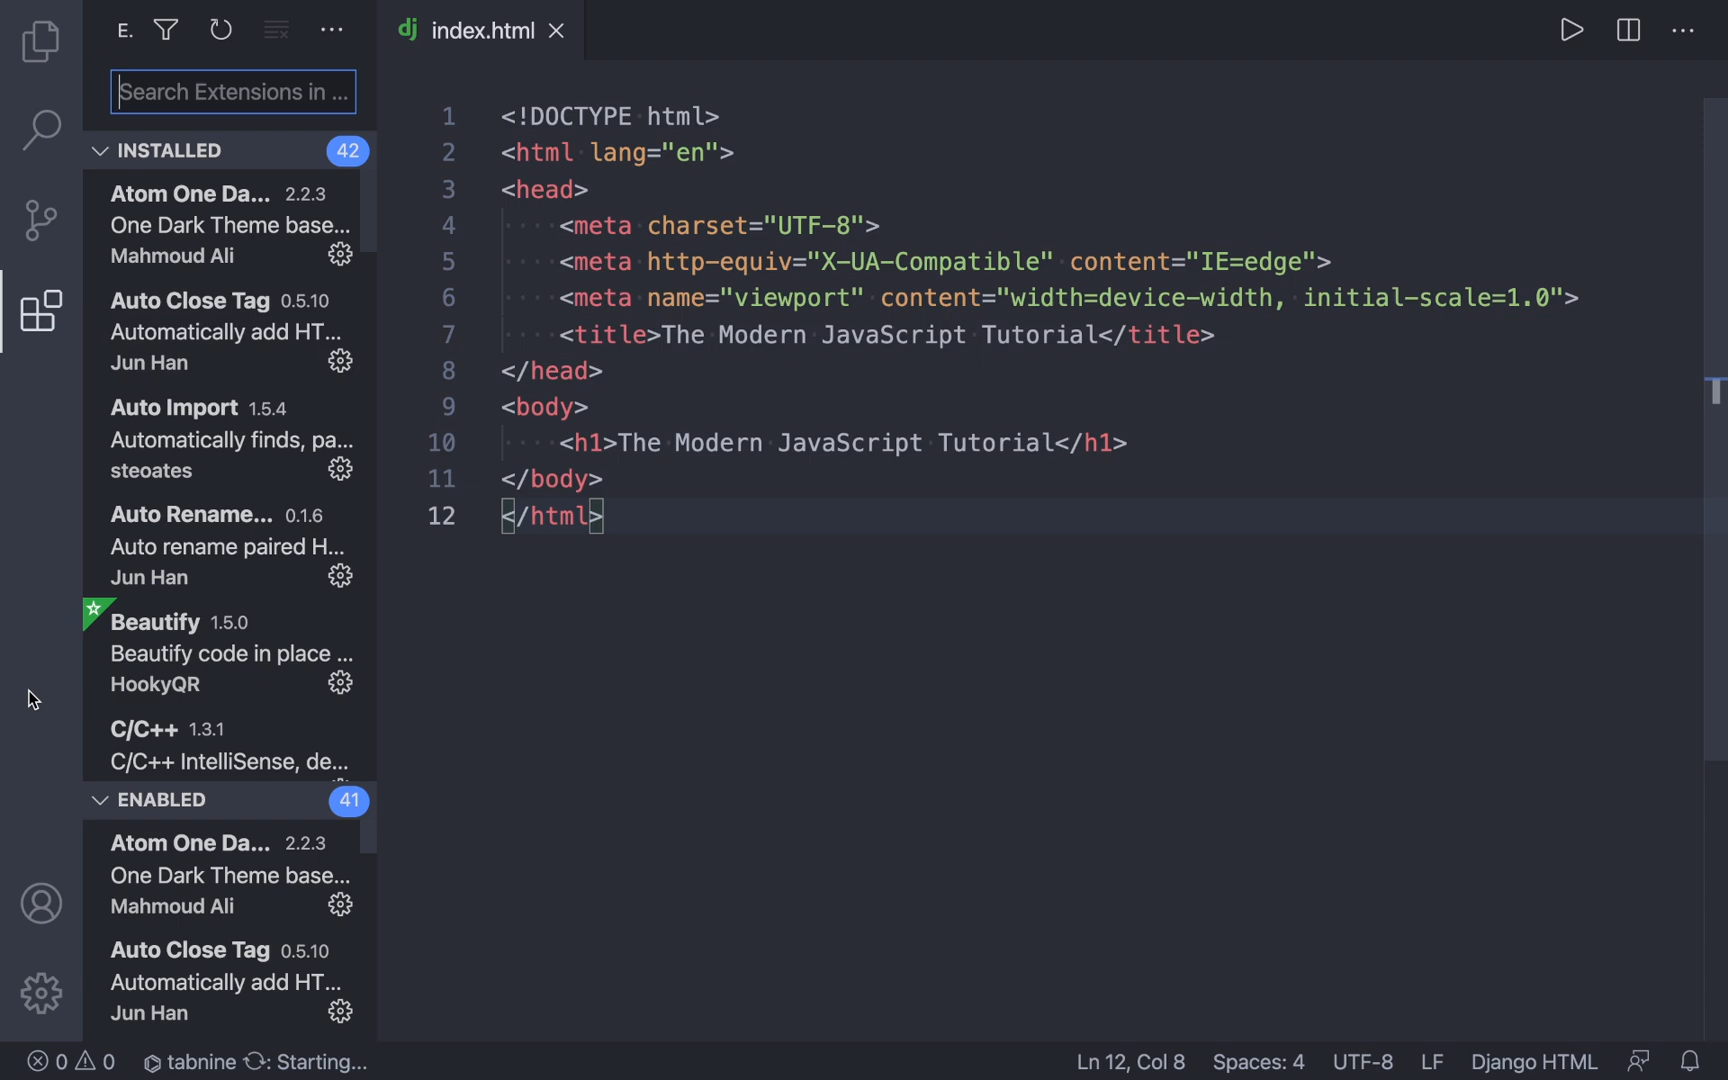 E.
dj index.html
Search Extensions in ...
INSTALLED 42
Atom One Da... 2.2.3
One Dark Theme base...
Mahmoud Ali
Auto Close Tag 0.5.10
Automatically add HT...
Jun Han
Auto Import 1.5.4
Automatically finds, pa...
steoates
Auto Rename... 0.1.6
Auto rename paired H...
Jun Han
Beautify 1.5.0
Beautify code in place ...
HookyQR
C/C++ 1.3.1
C/C++ IntelliSense, de...
ENABLED 41
Atom One Da... 2.2.3
One Dark Theme base...
Mahmoud Ali
Auto Close Tag 0.5.10
Automatically add HT...
Jun Han
1 <!DOCTYPE html>
2 <html lang="en">
3 <head>
4     <meta charset="UTF-8">
5     <meta http-equiv="X-UA-Compatible" content="IE=edge">
6     <meta name="viewport" content="width=device-width, initial-scale=1.0">
7     <title>The Modern JavaScript Tutorial</title>
8 </head>
9 <body>
10     <h1>The Modern JavaScript Tutorial</h1>
11 </body>
12 </html>
0 0 tabnine : Starting... Ln 12, Col 8 Spaces: 4 UTF-8 LF Django HTML